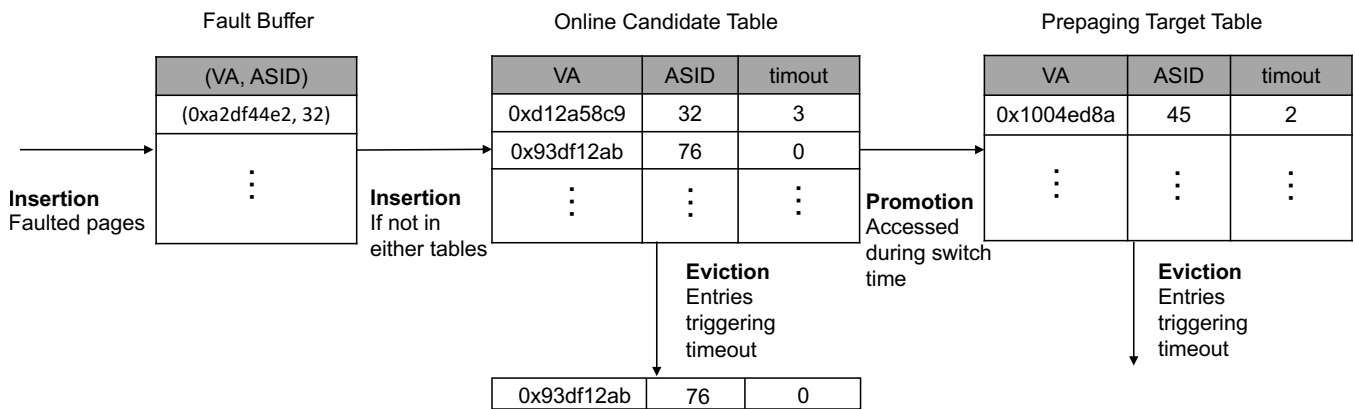 Fault Buffer
Online Candidate Table
Prepaging Target Table
(VA, ASID)
(0xa2df44e2, 32)
⋮
VA ASID timout
0xd12a58c9 32 3
0x93df12ab 76 0
⋮ ⋮ ⋮
VA ASID timout
0x1004ed8a 45 2
⋮ ⋮ ⋮
Insertion
Faulted pages
Insertion
If not in
either tables
Promotion
Accessed
during switch
time
Eviction
Entries
triggering
timeout
Eviction
Entries
triggering
timeout
0x93df12ab 76 0